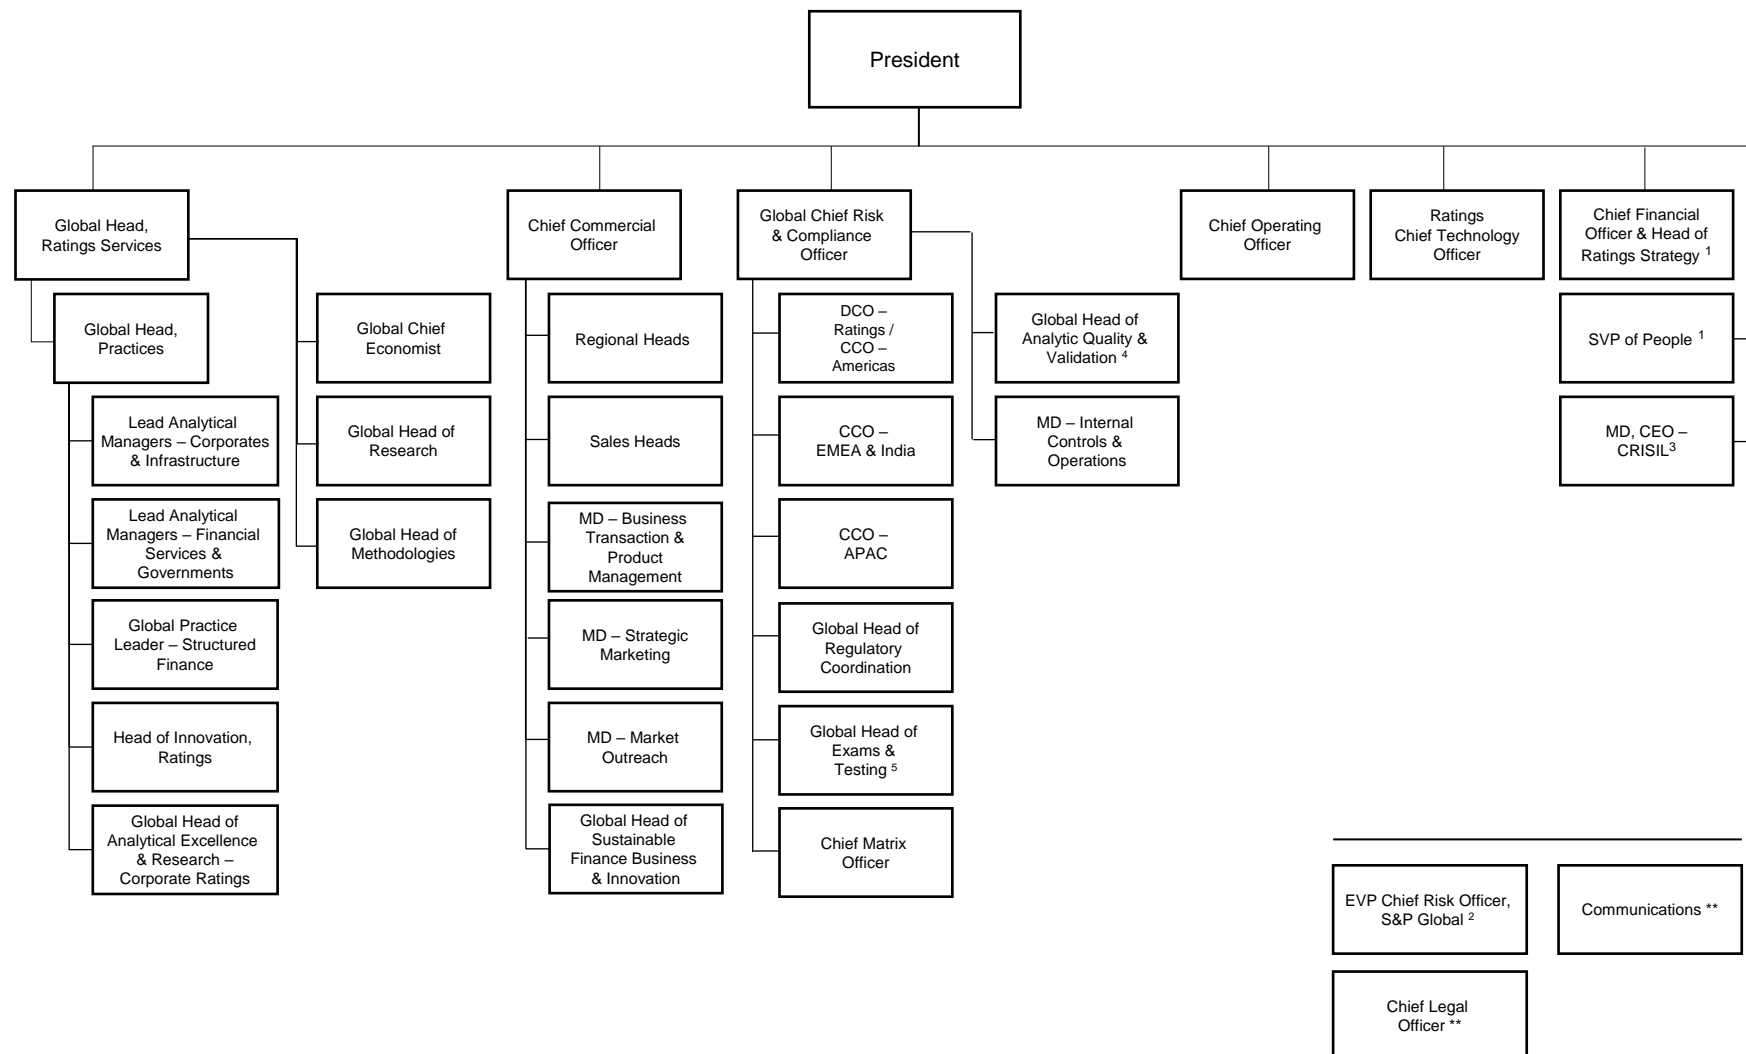 President
Global Head,
Ratings Services
Chief Commercial
Officer
Global Chief Risk
& Compliance
Officer
Chief Operating
Officer
Ratings
Chief Technology
Officer
Chief Financial
Officer & Head of
Ratings Strategy 1
Global Head,
Practices
Lead Analytical
Managers – Corporates
& Infrastructure
Lead Analytical
Managers – Financial
Services &
Governments
Global Practice
Leader – Structured
Finance
Head of Innovation,
Ratings
Global Head of
Analytical Excellence
& Research –
Corporate Ratings
Global Chief
Economist
Global Head of
Research
Global Head of
Methodologies
Regional Heads
Sales Heads
MD – Business
Transaction &
Product
Management
MD – Strategic
Marketing
MD – Market
Outreach
Global Head of
Sustainable
Finance Business
& Innovation
DCO –
Ratings /
CCO –
Americas
CCO –
EMEA & India
CCO –
APAC
Global Head of
Regulatory
Coordination
Global Head of
Exams &
Testing 5
Chief Matrix
Officer
Global Head of
Analytic Quality &
Validation 4
MD – Internal
Controls &
Operations
SVP of People 1
MD, CEO –
CRISIL3
EVP Chief Risk Officer,
S&P Global 2
Communications **
Chief Legal
Officer **